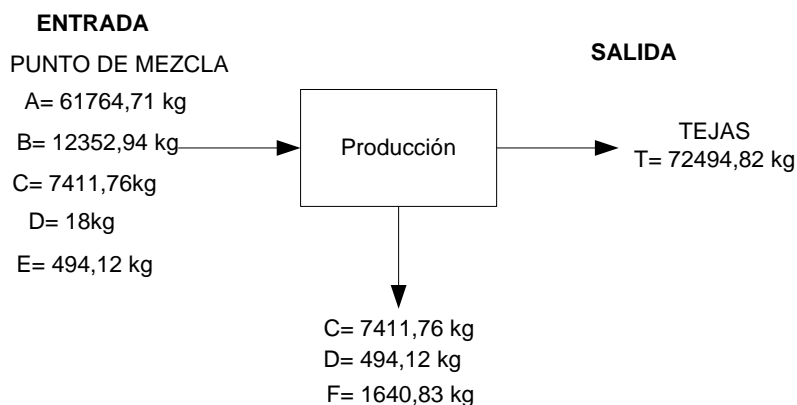 ENTRADA
PUNTO DE MEZCLA
A= 61764,71 kg
B= 12352,94 kg
C= 7411,76kg
D= 18kg
E= 494,12 kg
Producción
SALIDA
TEJAS
T= 72494,82 kg
C= 7411,76 kg
D= 494,12 kg
F= 1640,83 kg